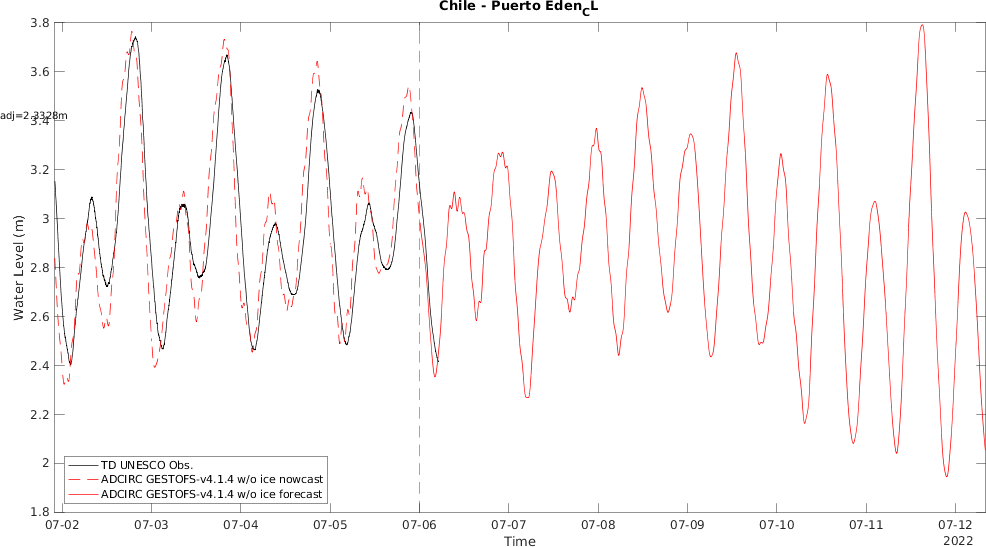 Chile - Puerto Eden_CL
3.8
3.6
adj=2.3328m
3.4
3.2
3
2.8
2.6
2.4
2.2
2
1.8
Water Level (m)
TD UNESCO Obs.
ADCIRC GESTOFS-v4.1.4 w/o ice nowcast
ADCIRC GESTOFS-v4.1.4 w/o ice forecast
07-02 07-03 07-04 07-05 07-06 07-07 07-08 07-09 07-10 07-11 07-12
Time
2022